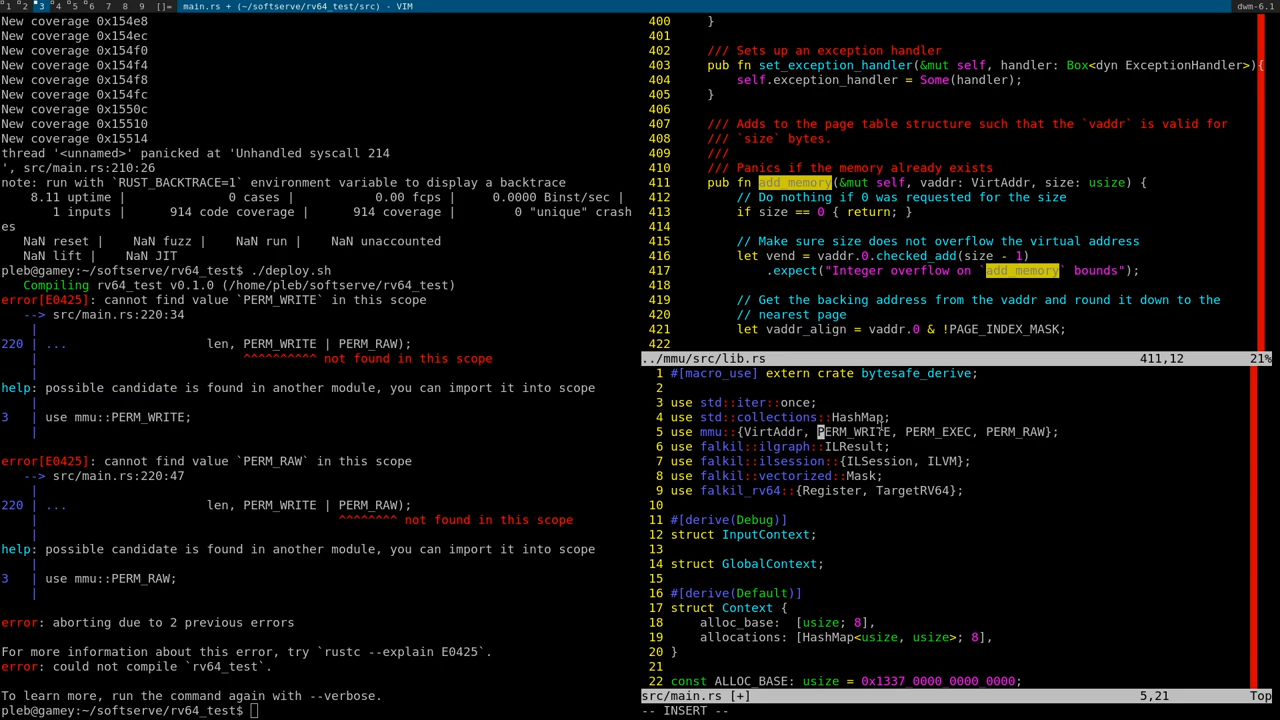 1 2 3 4 5 6 7 8 9 []= main.rs + (~/softserve/rv64_test/src) - VIM dwm-6.1
New coverage 0x154e8
New coverage 0x154ec
New coverage 0x154f0
New coverage 0x154f4
New coverage 0x154f8
New coverage 0x154fc
New coverage 0x1550c
New coverage 0x15510
New coverage 0x15514
thread '<unnamed>' panicked at 'Unhandled syscall 214
', src/main.rs:210:26
note: run with `RUST_BACKTRACE=1` environment variable to display a backtrace
8.11 uptime | 0 cases | 0.00 fcps | 0.0000 Binst/sec |
1 inputs | 914 code coverage | 914 coverage | 0 "unique" crash
es
NaN reset | NaN fuzz | NaN run | NaN unaccounted
NaN lift | NaN JIT
pleb@gamey:~/softserve/rv64_test$ ./deploy.sh
Compiling rv64_test v0.1.0 (/home/pleb/softserve/rv64_test)
error[E0425]: cannot find value `PERM_WRITE` in this scope
--> src/main.rs:220:34
|
220 | ... len, PERM_WRITE | PERM_RAW);
| ^^^^^^^^^^ not found in this scope
|
help: possible candidate is found in another module, you can import it into scope
|
3 | use mmu::PERM_WRITE;
|
error[E0425]: cannot find value `PERM_RAW` in this scope
--> src/main.rs:220:47
|
220 | ... len, PERM_WRITE | PERM_RAW);
| ^^^^^^^^ not found in this scope
|
help: possible candidate is found in another module, you can import it into scope
|
3 | use mmu::PERM_RAW;
|
error: aborting due to 2 previous errors
For more information about this error, try `rustc --explain E0425`.
error: could not compile `rv64_test`.
To learn more, run the command again with --verbose.
pleb@gamey:~/softserve/rv64_test$
400 }
401
402 /// Sets up an exception handler
403 pub fn set_exception_handler(&mut self, handler: Box<dyn ExceptionHandler>){
404 self.exception_handler = Some(handler);
405 }
406
407 /// Adds to the page table structure such that the `vaddr` is valid for
408 /// `size` bytes.
409 ///
410 /// Panics if the memory already exists
411 pub fn add_memory(&mut self, vaddr: VirtAddr, size: usize) {
412 // Do nothing if 0 was requested for the size
413 if size == 0 { return; }
414
415 // Make sure size does not overflow the virtual address
416 let vend = vaddr.0.checked_add(size - 1)
417 .expect("Integer overflow on `add_memory` bounds");
418
419 // Get the backing address from the vaddr and round it down to the
420 // nearest page
421 let vaddr_align = vaddr.0 & !PAGE_INDEX_MASK;
422
../mmu/src/lib.rs 411,12 21%
1 #[macro_use] extern crate bytesafe_derive;
2
3 use std::iter::once;
4 use std::collections::HashMap;
5 use mmu::{VirtAddr, PERM_WRITE, PERM_EXEC, PERM_RAW};
6 use falkil::ilgraph::ILResult;
7 use falkil::ilsession::{ILSession, ILVM};
8 use falkil::vectorized::Mask;
9 use falkil_rv64::{Register, TargetRV64};
10
11 #[derive(Debug)]
12 struct InputContext;
13
14 struct GlobalContext;
15
16 #[derive(Default)]
17 struct Context {
18 alloc_base: [usize; 8],
19 allocations: [HashMap<usize, usize>; 8],
20 }
21
22 const ALLOC_BASE: usize = 0x1337_0000_0000_0000;
src/main.rs [+] 5,21 Top
-- INSERT --